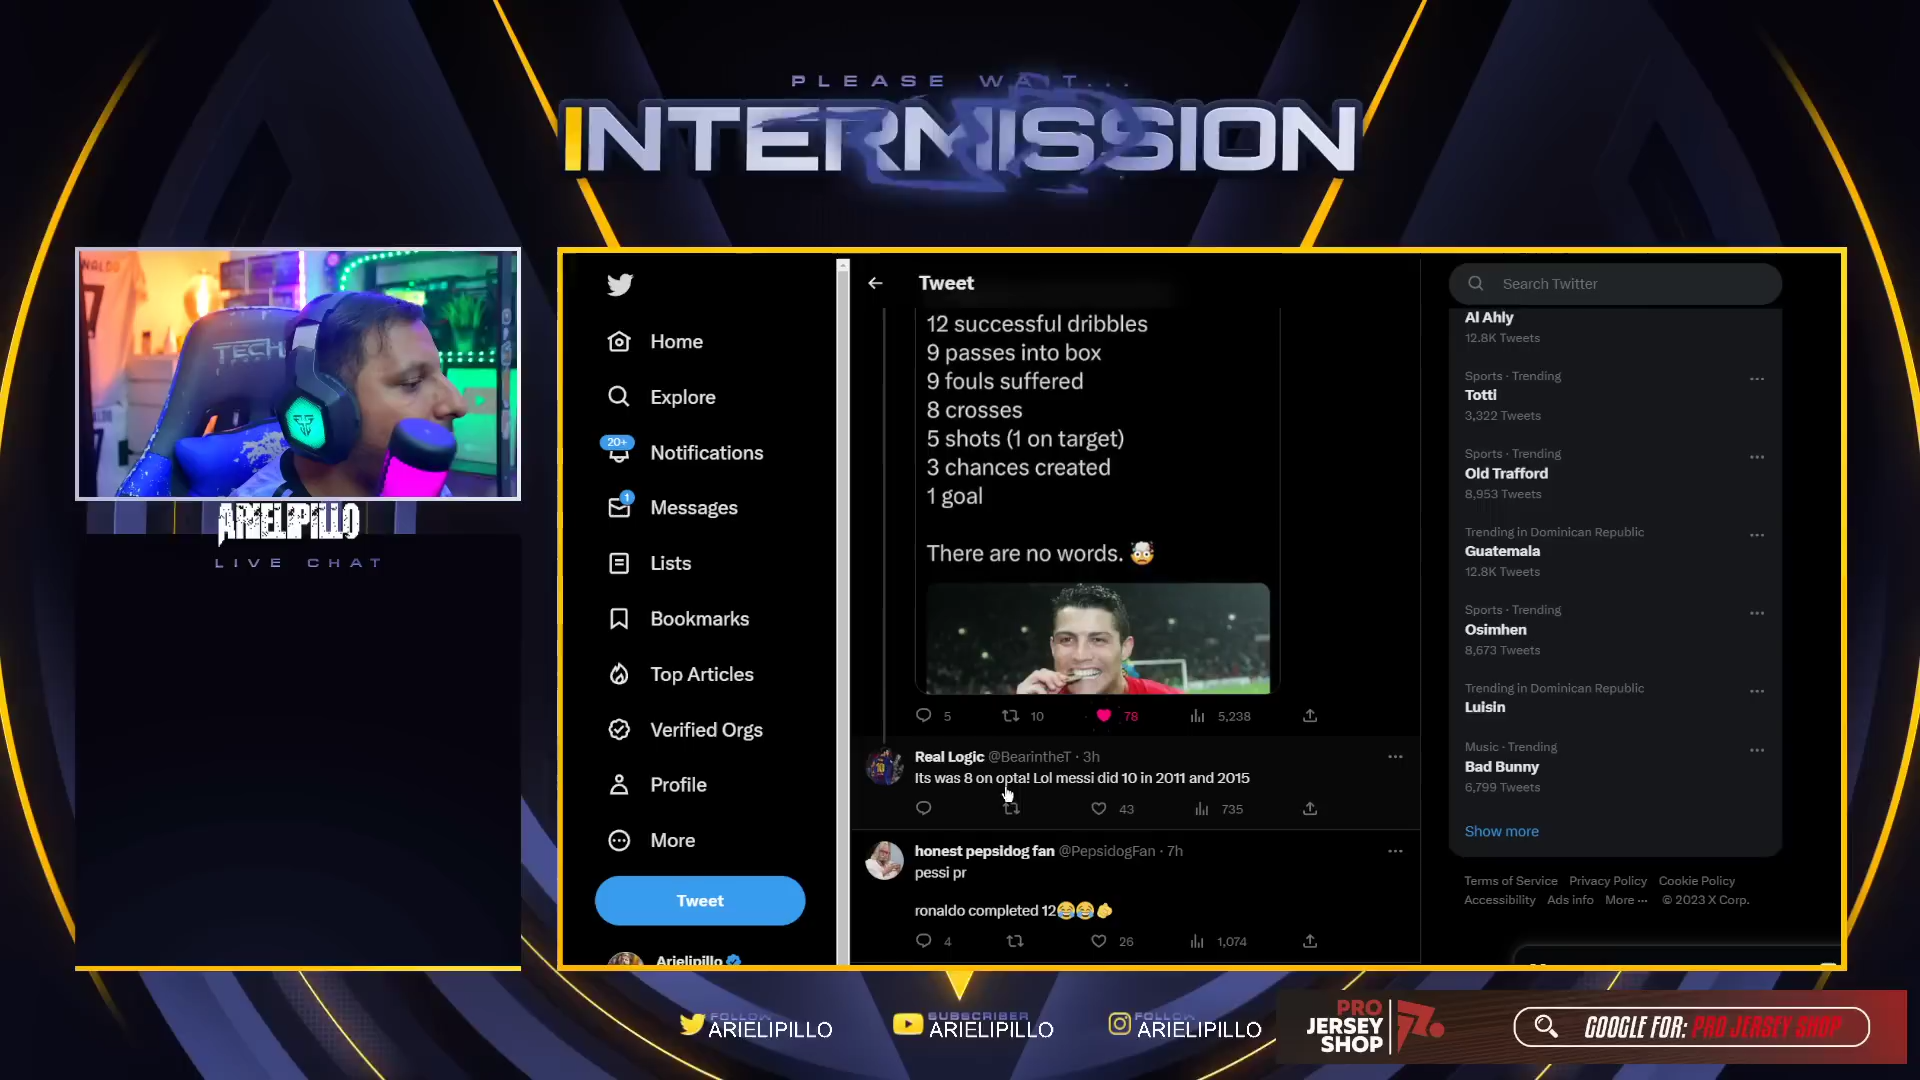 PLEASE WAIT...
INTERMISSION
NALDO
TECH
ARIELIPILLO
LIVE CHAT
Home
Explore
20+
Notifications
1
Messages
Lists
Bookmarks
Top Articles
Verified Orgs
Profile
More
Tweet
Arielipillo
Tweet
12 successful dribbles
9 passes into box
9 fouls suffered
8 crosses
5 shots (1 on target)
3 chances created
1 goal
There are no words. 🤯
5 10 78 5,238
Real Logic @BearintheT · 3h
Its was 8 on opta! Lol messi did 10 in 2011 and 2015
43 735
honest pepsidog fan @PepsidogFan · 7h
pessi pr
ronaldo completed 12😂😂🫵
4 26 1,074
Search Twitter
Al Ahly
12.8K Tweets
Sports · Trending
Totti
3,322 Tweets
Sports · Trending
Old Trafford
8,953 Tweets
Trending in Dominican Republic
Guatemala
12.8K Tweets
Sports · Trending
Osimhen
8,673 Tweets
Trending in Dominican Republic
Luisin
Music · Trending
Bad Bunny
6,799 Tweets
Show more
Terms of Service Privacy Policy Cookie Policy
Accessibility Ads info More ··· © 2023 X Corp.
FOLLOW
ARIELIPILLO
SUBSCRIBER
ARIELIPILLO
FOLLOW
ARIELIPILLO
PRO
JERSEY
SHOP
GOOGLE FOR: PRO JERSEY SHOP